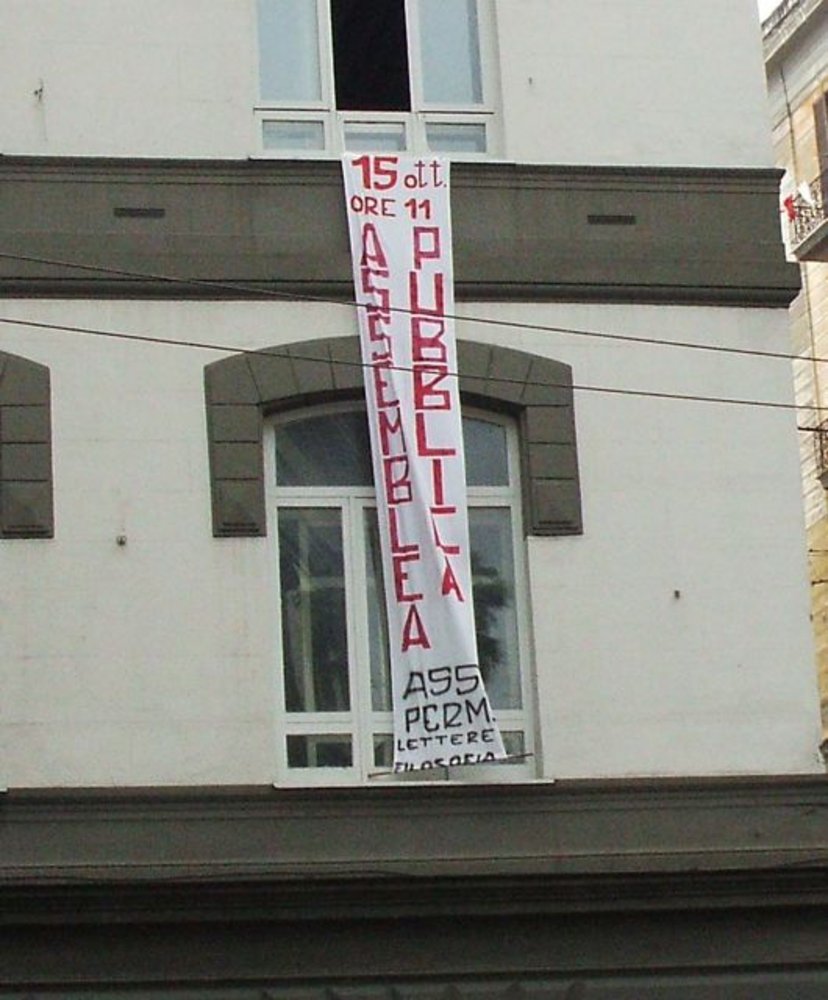 15 ott.
ORE 11
ASSEMBLEA
PUBBLICA
ASS
PERM.
LETTERE
FILOSOFIA